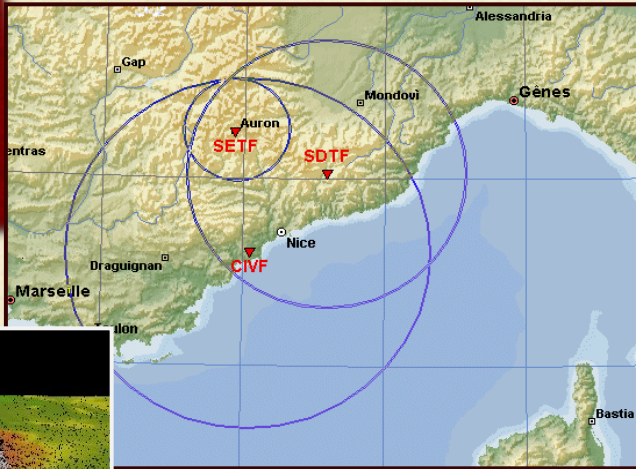 Alessandria
Gap
Mondovi
Gênes
Auron
SETF
SDTF
entras
Nice
Draguignan
CIVF
Marseille
ulon
Bastia